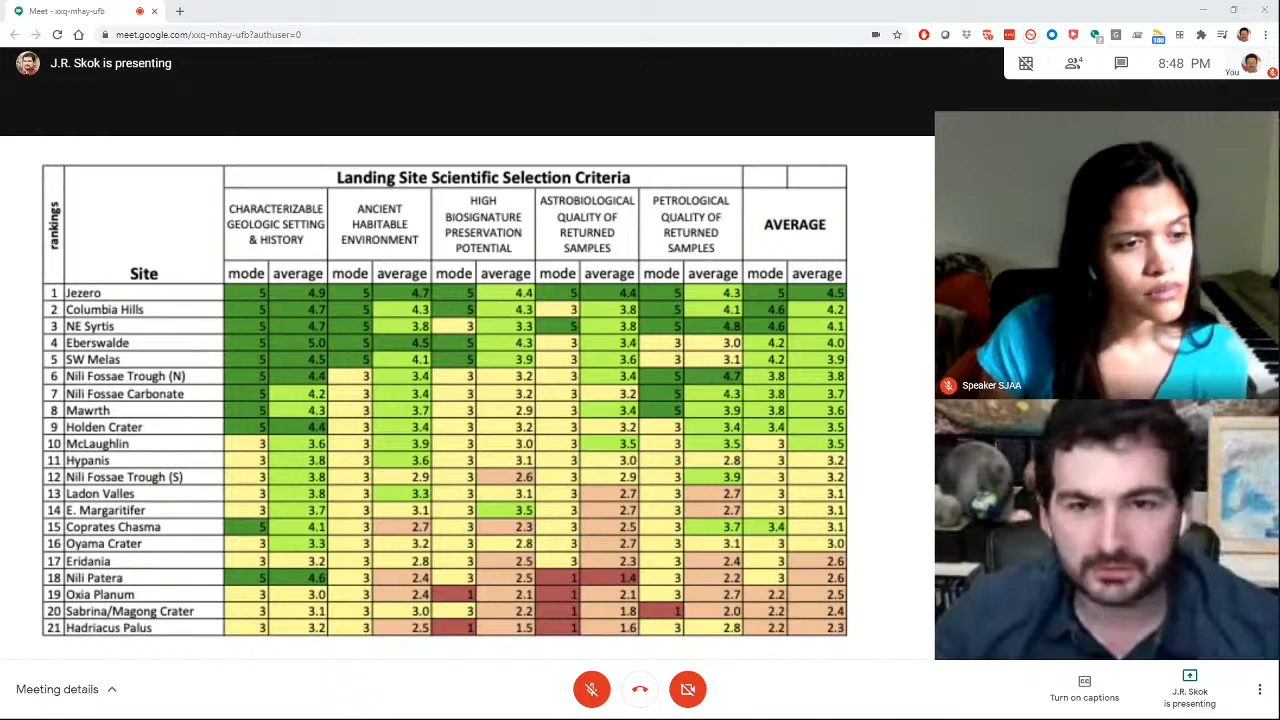 Meet - xxq-mhay-ufb
meet.google.com/xxq-mhay-ufb?authuser=0
100
J.R. Skok is presenting
4
8:48 PM
You
Landing Site Scientific Selection Criteria
rankings
Site
CHARACTERIZABLE GEOLOGIC SETTING & HISTORY
ANCIENT HABITABLE ENVIRONMENT
HIGH BIOSIGNATURE PRESERVATION POTENTIAL
ASTROBIOLOGICAL QUALITY OF RETURNED SAMPLES
PETROLOGICAL QUALITY OF RETURNED SAMPLES
AVERAGE
mode average mode average mode average mode average mode average mode average
1 Jezero 5 4.9 5 4.7 5 4.4 5 4.4 5 4.3 5 4.5
2 Columbia Hills 5 4.7 5 4.3 5 4.3 3 3.8 5 4.1 4.6 4.2
3 NE Syrtis 5 4.7 5 3.8 3 3.3 5 3.8 5 4.8 4.6 4.1
4 Eberswalde 5 5.0 5 4.5 5 4.3 3 3.4 3 3.0 4.2 4.0
5 SW Melas 5 4.5 5 4.1 5 3.9 3 3.6 3 3.1 4.2 3.9
6 Nili Fossae Trough (N) 5 4.4 3 3.4 3 3.2 3 3.4 5 4.7 3.8 3.8
7 Nili Fossae Carbonate 5 4.2 3 3.4 3 3.2 3 3.2 5 4.3 3.8 3.7
8 Mawrth 5 4.3 3 3.7 3 2.9 3 3.4 5 3.9 3.8 3.6
9 Holden Crater 5 4.4 3 3.4 3 3.2 3 3.2 3 3.4 3.4 3.5
10 McLaughlin 3 3.6 3 3.9 3 3.0 3 3.5 3 3.5 3 3.5
11 Hypanis 3 3.8 3 3.6 3 3.1 3 3.0 3 2.8 3 3.2
12 Nili Fossae Trough (S) 3 3.8 3 2.9 3 2.6 3 2.9 3 3.9 3 3.2
13 Ladon Valles 3 3.8 3 3.3 3 3.1 3 2.7 3 2.7 3 3.1
14 E. Margaritifer 3 3.7 3 3.1 3 3.5 3 2.7 3 2.7 3 3.1
15 Coprates Chasma 5 4.1 3 2.7 3 2.3 3 2.5 3 3.7 3.4 3.1
16 Oyama Crater 3 3.3 3 3.2 3 2.8 3 2.7 3 3.1 3 3.0
17 Eridania 3 3.2 3 2.8 3 2.5 3 2.3 3 2.4 3 2.6
18 Nili Patera 5 4.6 3 2.4 3 2.5 1 1.4 3 2.2 3 2.6
19 Oxia Planum 3 3.0 3 2.4 1 2.1 1 2.1 3 2.7 2.2 2.5
20 Sabrina/Magong Crater 3 3.1 3 3.0 3 2.2 1 1.8 1 2.0 2.2 2.4
21 Hadriacus Palus 3 3.2 3 2.5 1 1.5 1 1.6 3 2.8 2.2 2.3
Speaker SJAA
Meeting details
Turn on captions
J.R. Skok
is presenting